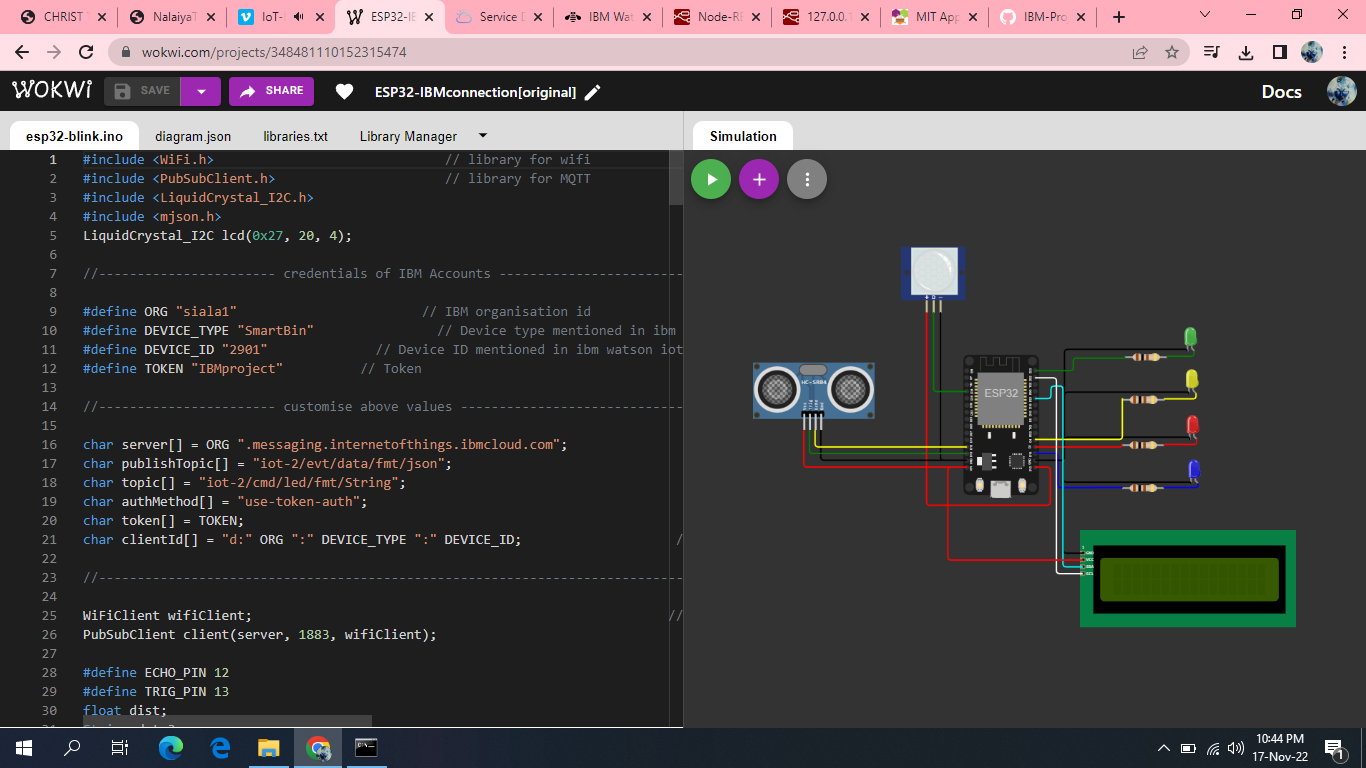 CHRIST
NalaiyaT
IoT-
ESP32-IB
Service D
IBM Wat
Node-RE
127.0.0.1
MIT App
IBM-Pro
wokwi.com/projects/348481110152315474
WOKWI
SAVE
SHARE
ESP32-IBMconnection[original]
Docs
esp32-blink.ino
diagram.json
libraries.txt
Library Manager
Simulation
1 #include <WiFi.h> // library for wifi
2 #include <PubSubClient.h> // library for MQTT
3 #include <LiquidCrystal_I2C.h>
4 #include <mjson.h>
5 LiquidCrystal_I2C lcd(0x27, 20, 4);
6
7 //----------------------- credentials of IBM Accounts ------------------------
8
9 #define ORG "siala1" // IBM organisation id
10 #define DEVICE_TYPE "SmartBin" // Device type mentioned in ibm
11 #define DEVICE_ID "2901" // Device ID mentioned in ibm watson iot
12 #define TOKEN "IBMproject" // Token
13
14 //----------------------- customise above values -----------------------------
15
16 char server[] = ORG ".messaging.internetofthings.ibmcloud.com";
17 char publishTopic[] = "iot-2/evt/data/fmt/json";
18 char topic[] = "iot-2/cmd/led/fmt/String";
19 char authMethod[] = "use-token-auth";
20 char token[] = TOKEN;
21 char clientId[] = "d:" ORG ":" DEVICE_TYPE ":" DEVICE_ID; /
22
23 //----------------------------------------------------------------------------
24
25 WiFiClient wifiClient; //
26 PubSubClient client(server, 1883, wifiClient);
27
28 #define ECHO_PIN 12
29 #define TRIG_PIN 13
30 float dist;
HC-SR04
ESP32
GND
VCC
SDA
SCL
10:44 PM
17-Nov-22
1